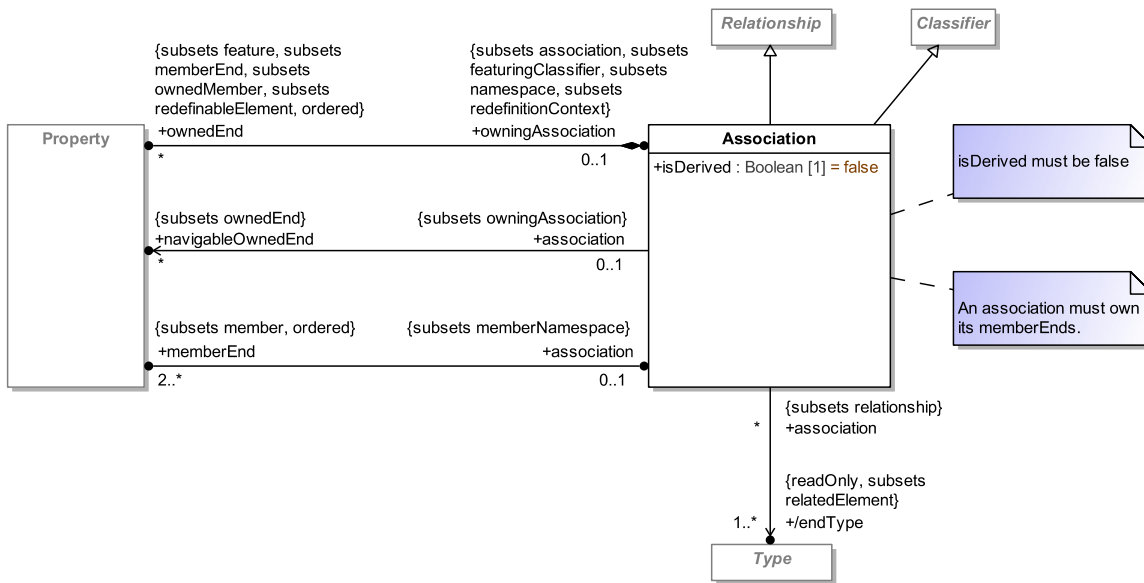 Relationship
Classifier
{subsets feature, subsets
memberEnd, subsets
ownedMember, subsets
redefinableElement, ordered}
+ownedEnd
*
{subsets association, subsets
featuringClassifier, subsets
namespace, subsets
redefinitionContext}
+owningAssociation
0..1
Property
Association
+isDerived : Boolean [1] = false
isDerived must be false
{subsets ownedEnd}
+navigableOwnedEnd
*
{subsets owningAssociation}
+association
0..1
An association must own
its memberEnds.
{subsets member, ordered}
+memberEnd
2..*
{subsets memberNamespace}
+association
0..1
{subsets relationship}
+association
*
{readOnly, subsets
relatedElement}
+/endType
1..*
Type